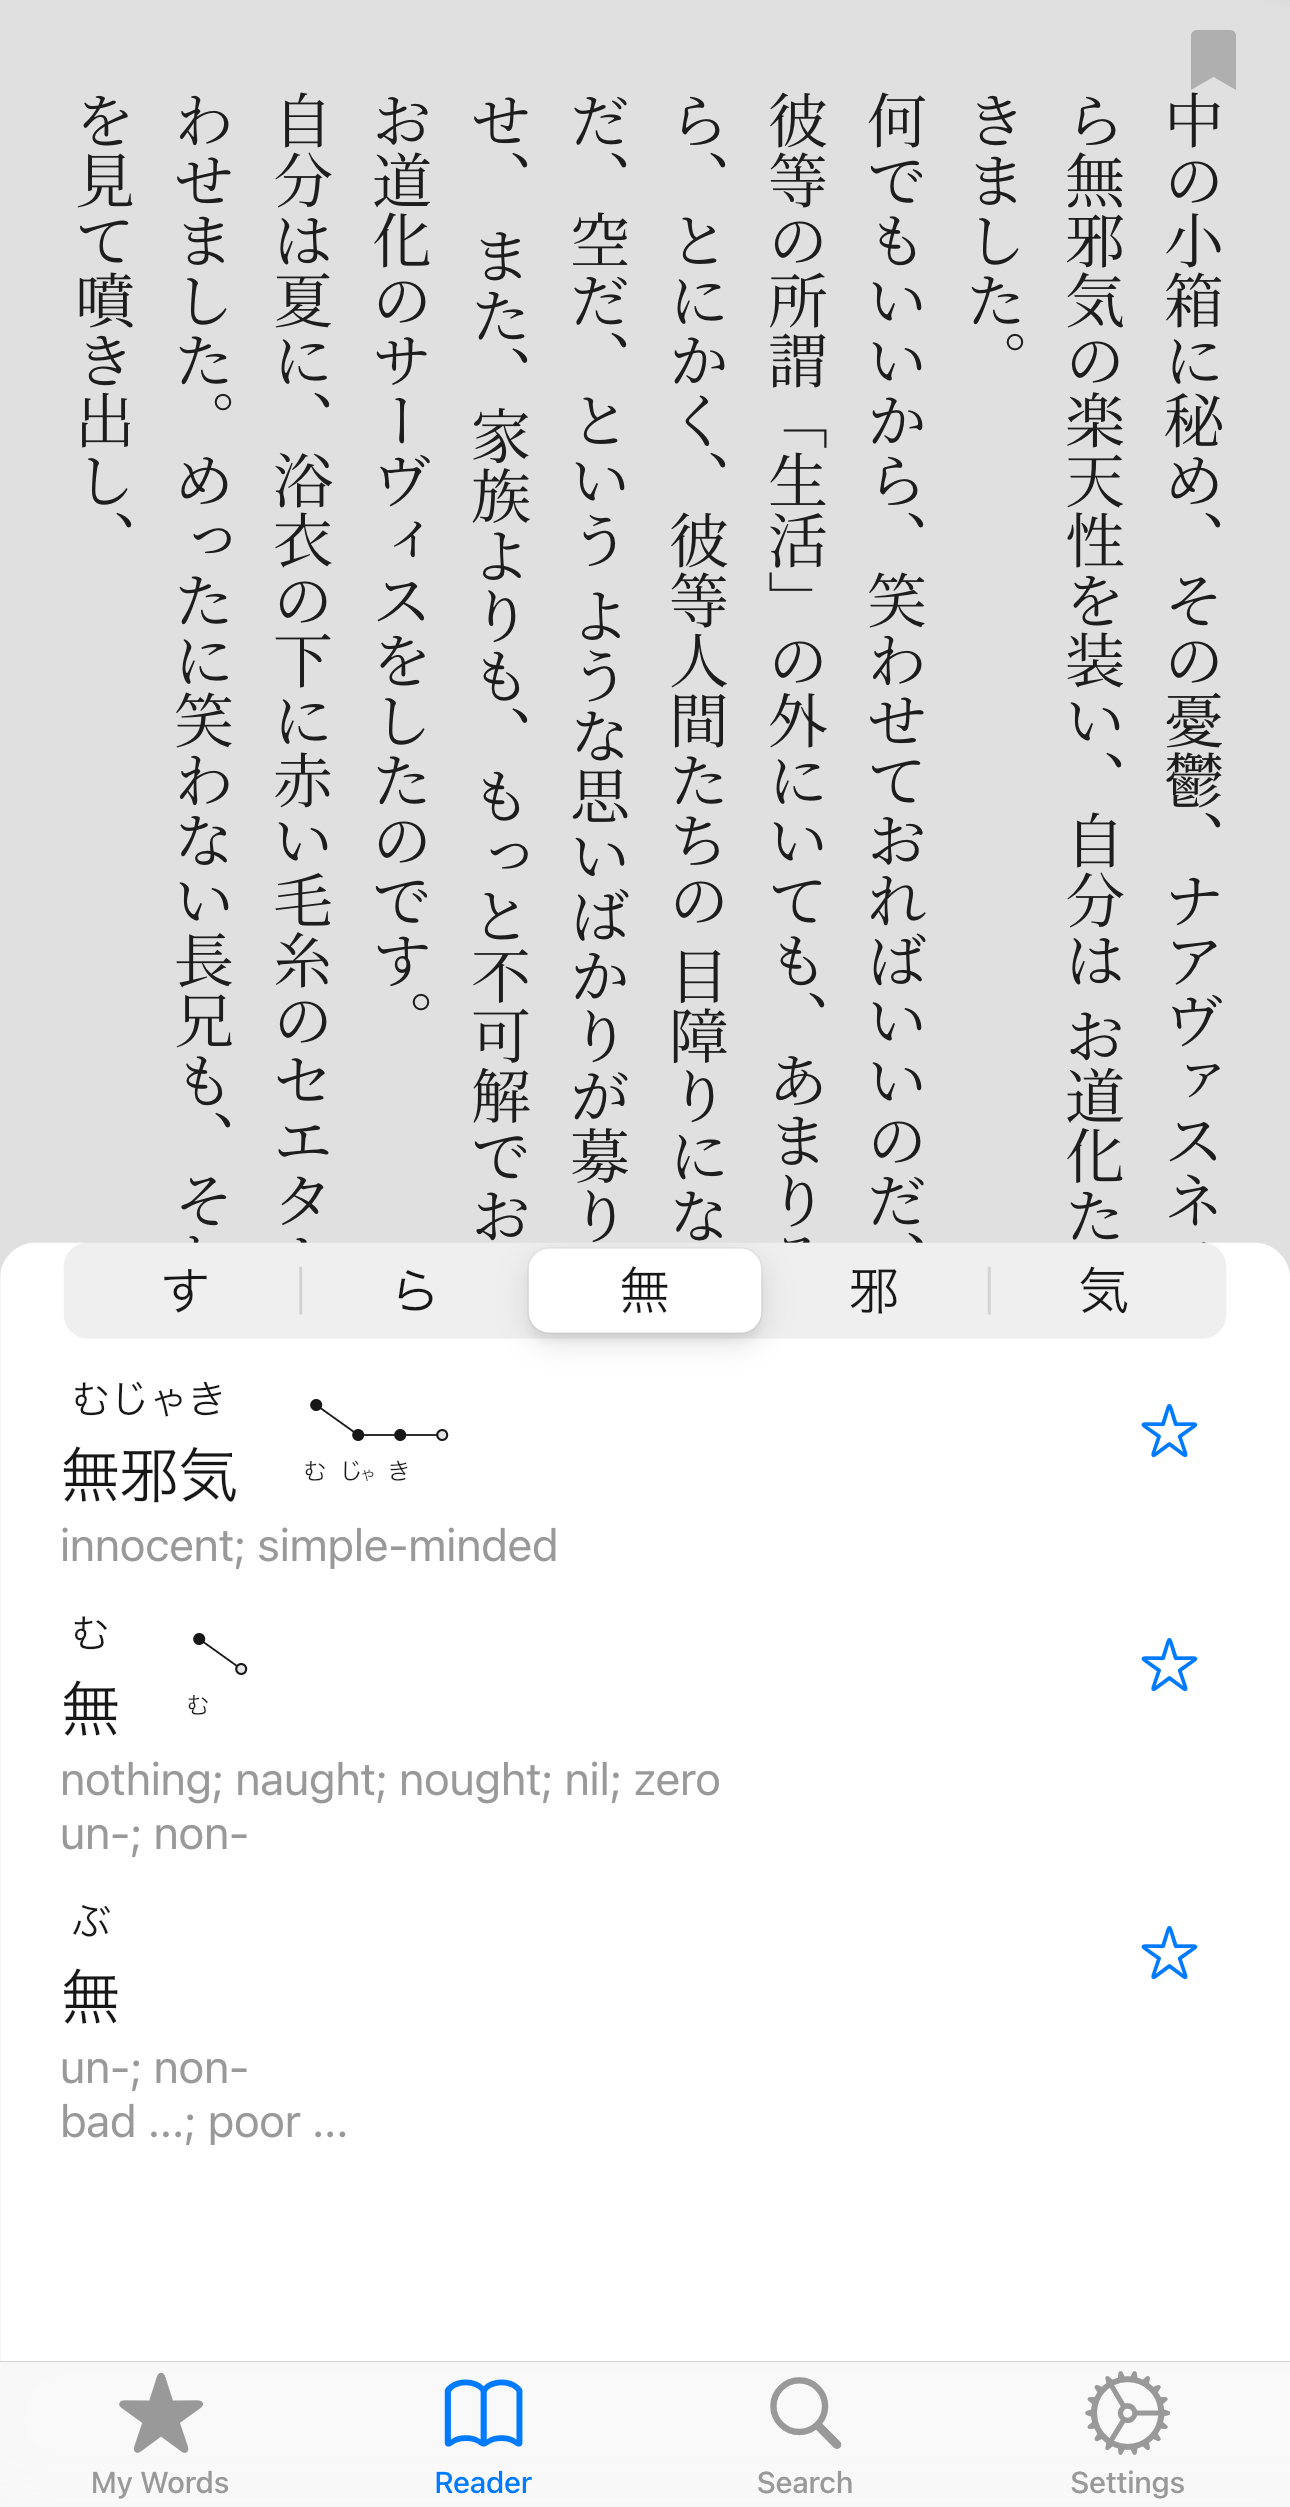 中の小箱に秘め、その憂鬱、ナアヴァスネ
ら無邪気の楽天性を装い、自分はお道化た
きました。
何でもいいから、笑わせておればいいのだ、
彼等の所謂「生活」の外にいても、あまり
ら、とにかく、彼等人間たちの目障りにな
だ、空だ、というような思いばかりが募り
せ、また、家族よりも、もっと不可解でお
お道化のサーヴィスをしたのです。
自分は夏に、浴衣の下に赤い毛糸のセエタ
わせました。めったに笑わない長兄も、そ
を見て噴き出し、
す ら 無 邪 気
むじゃき
無邪気
む じゃ き
innocent; simple-minded
む
無
む
nothing; naught; nought; nil; zero
un-; non-
ぶ
無
un-; non-
bad ...; poor ...
My Words Reader Search Settings